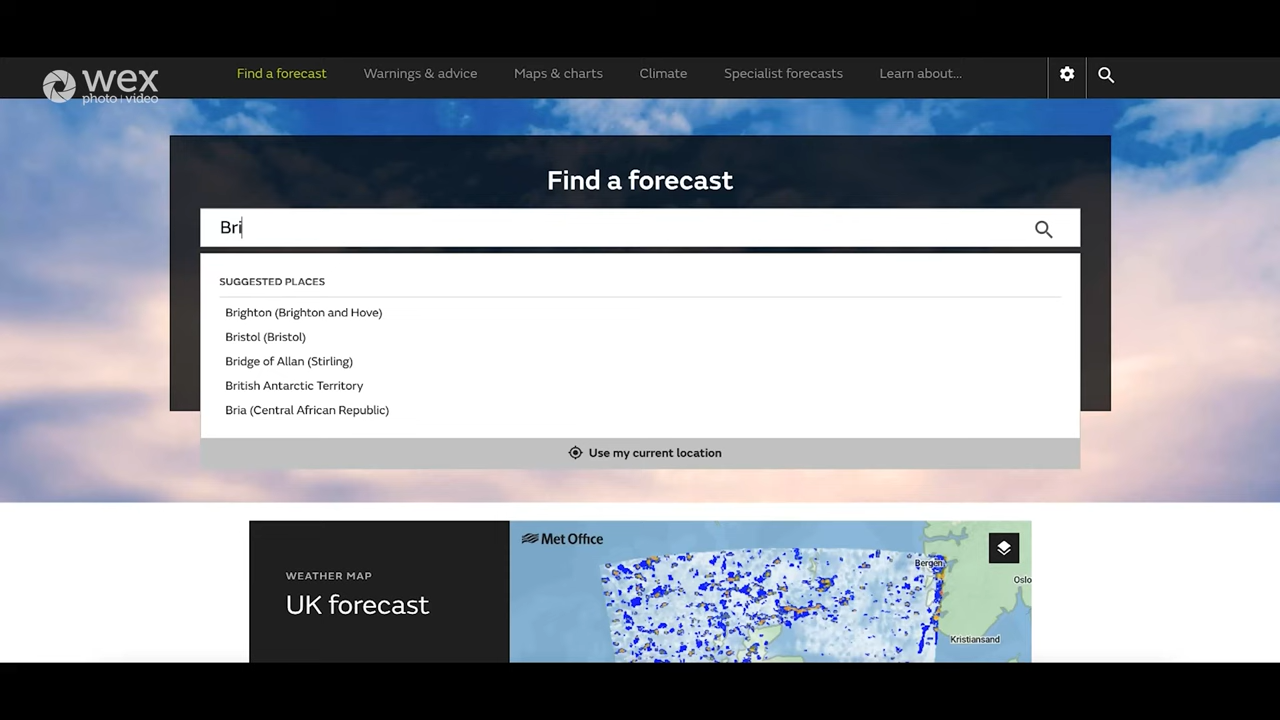 wex
photo video
Find a forecast
Warnings & advice
Maps & charts
Climate
Specialist forecasts
Learn about...
Find a forecast
Bri
SUGGESTED PLACES
Brighton (Brighton and Hove)
Bristol (Bristol)
Bridge of Allan (Stirling)
British Antarctic Territory
Bria (Central African Republic)
Use my current location
WEATHER MAP
UK forecast
Met Office
Bergen
Oslo
Kristiansand